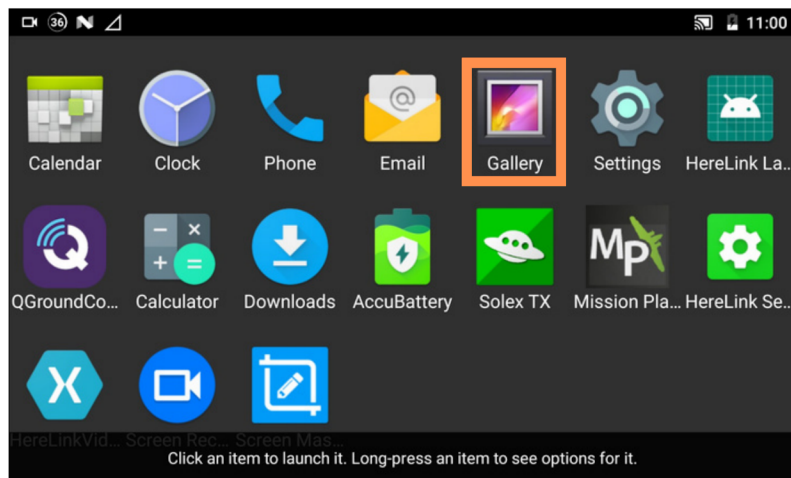 36 N 11:00
@
Calendar Clock Phone Email Gallery Settings HereLink La...
Mp
QGroundCo... Calculator Downloads AccuBattery Solex TX Mission Pla... HereLink Se...
X
HereLinkVid... Screen Rec... Screen Mas...
Click an item to launch it. Long-press an item to see options for it.